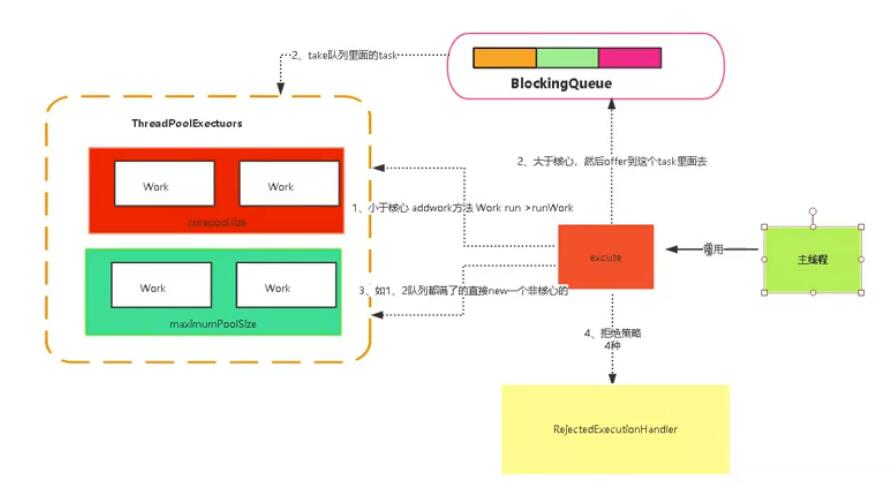 2、take队列里面的task
BlockingQueue
ThreadPoolExectuors
2、大于核心，然后offer到这个task里面去
Work
Work
corepoolsize
1、小于核心 addwork方法 Work run >runWork
excute
调用
主线程
Work
Work
maximumPoolSize
3、如1、2队列都满了的直接new一个非核心的
4、拒绝策略
4种
RejectedExecutionHandler